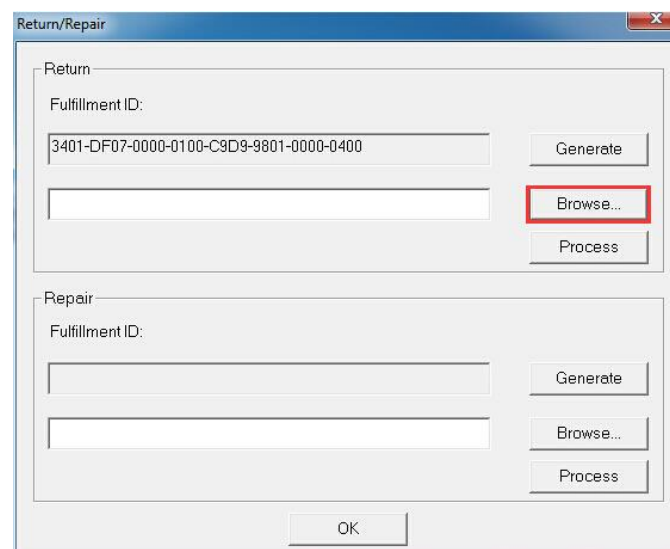 Return/Repair
Return
Fulfillment ID:
3401-DF07-0000-0100-C9D9-9801-0000-0400
Generate
Browse...
Process
Repair
Fulfillment ID:
Generate
Browse...
Process
OK